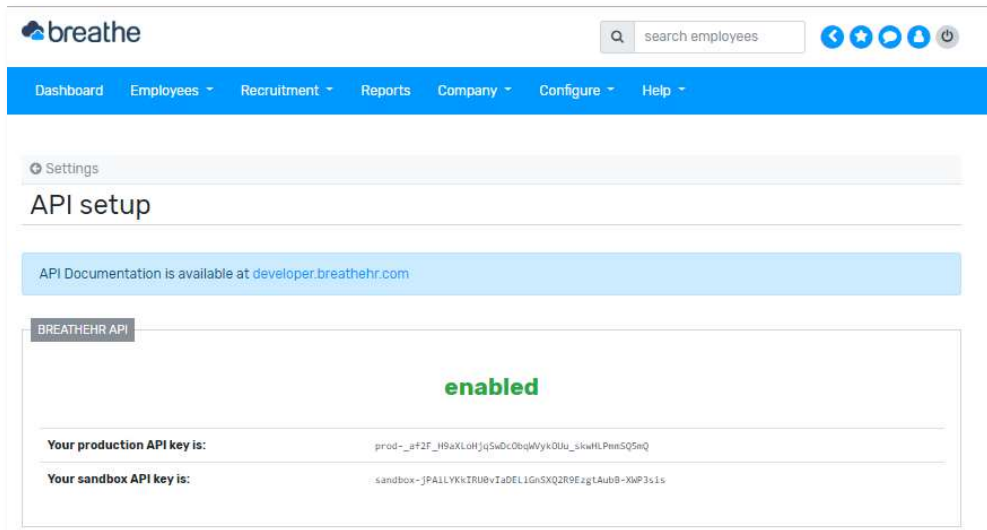 breathe
search employees
Dashboard Employees Recruitment Reports Company Configure Help
Settings
API setup
API Documentation is available at developer.breathehr.com
BREATHEHR API
enabled
Your production API key is:
Your sandbox API key is: